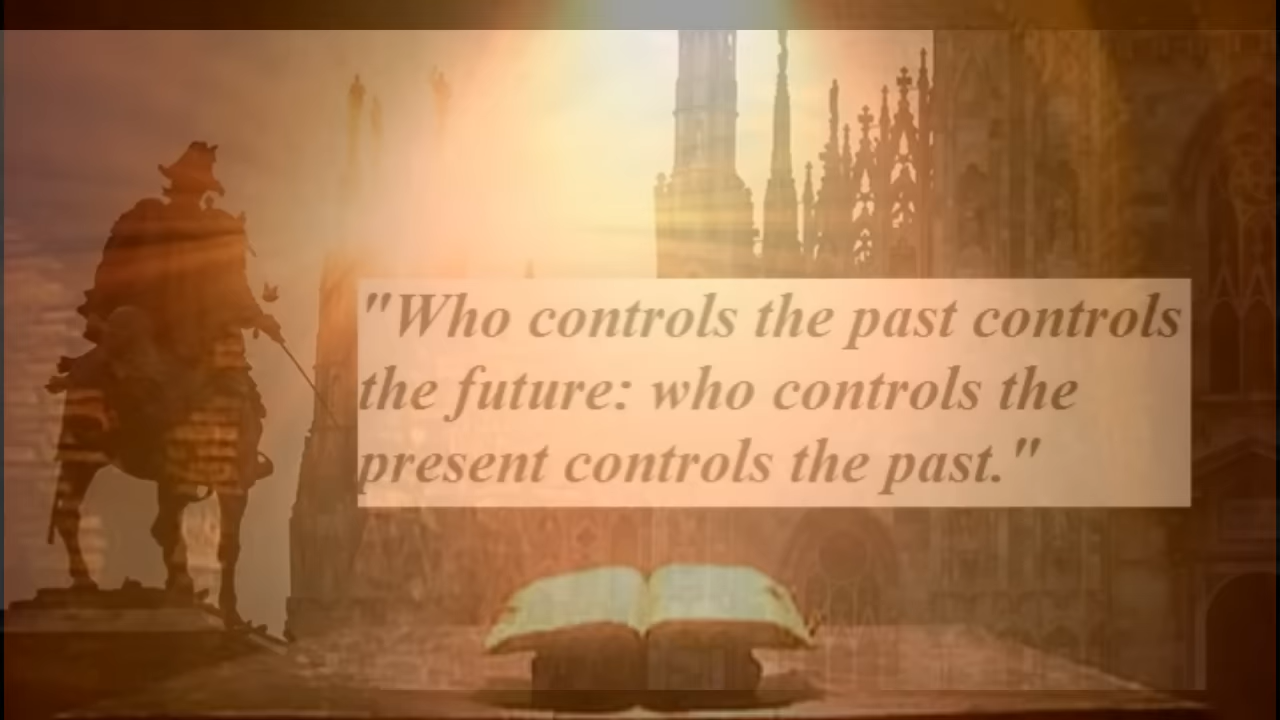 "Who controls the past controls
the future: who controls the
present controls the past."